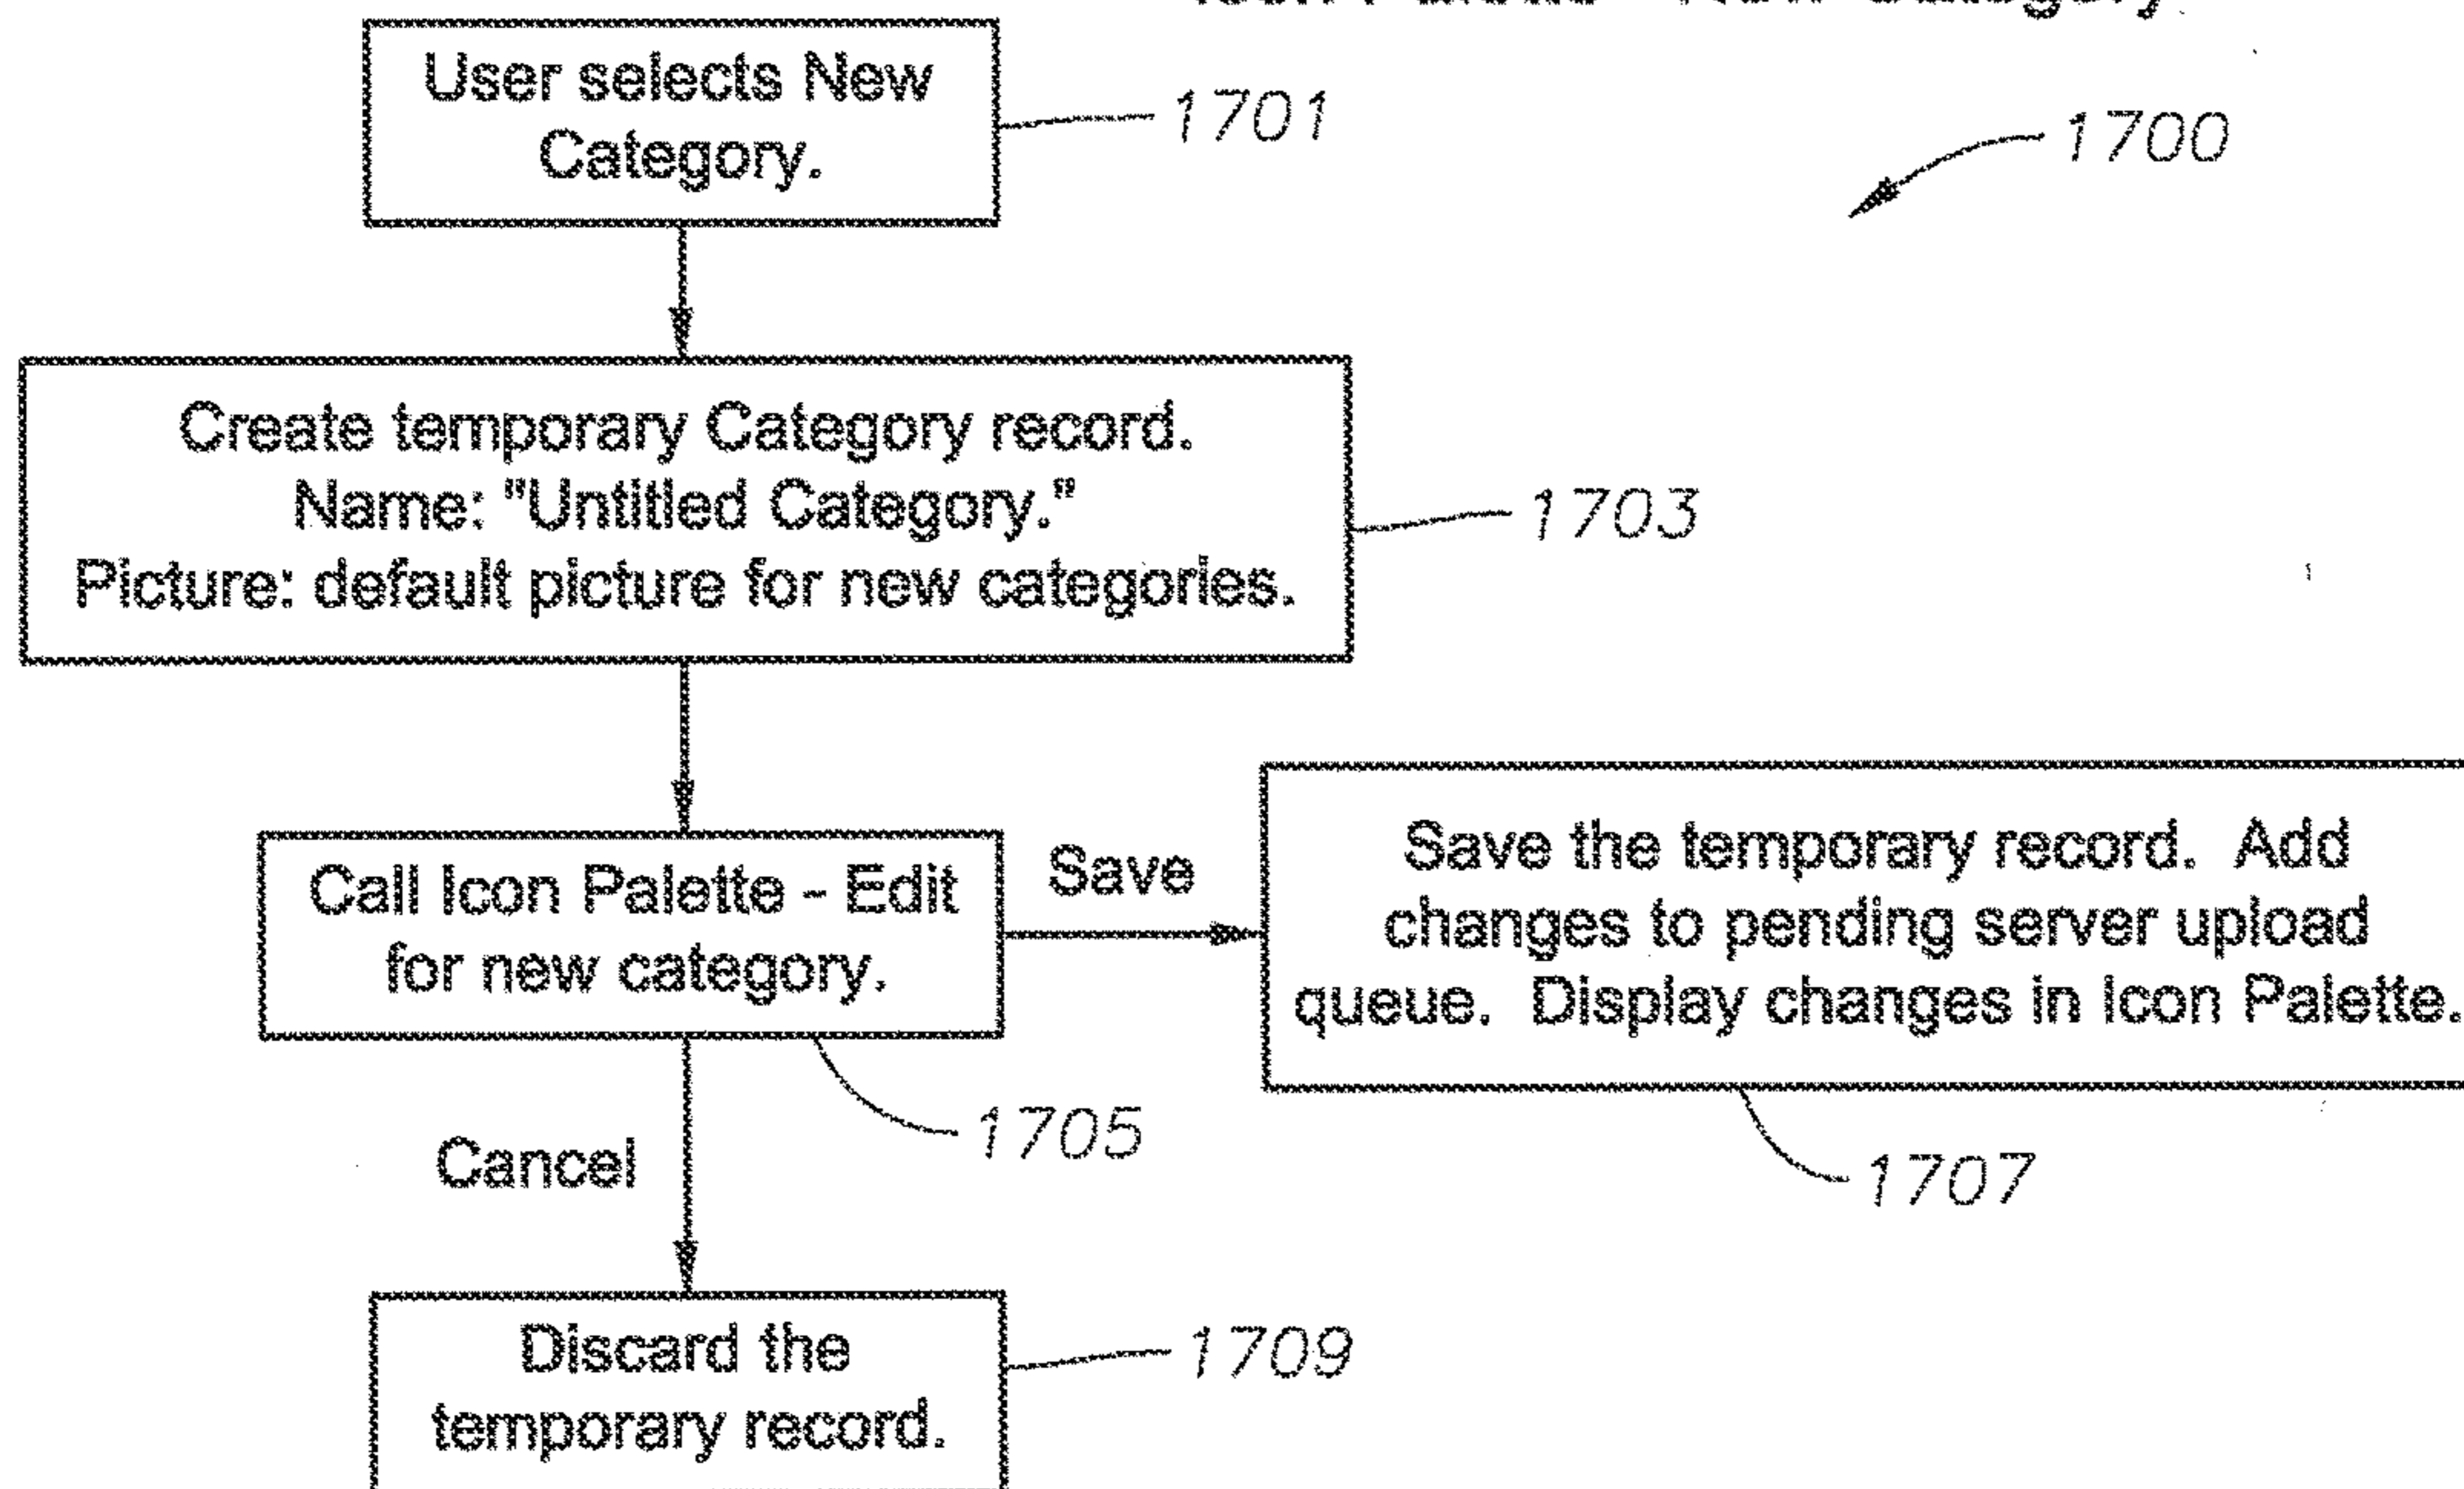 User selects New
Category.
1701
1700
Create temporary Category record.
Name: "Untitled Category."
Picture: default picture for new categories.
1703
Call Icon Palette - Edit
for new category.
1705
Save
Save the temporary record. Add
changes to pending server upload
queue. Display changes in Icon Palette.
1707
Cancel
Discard the
temporary record.
1709